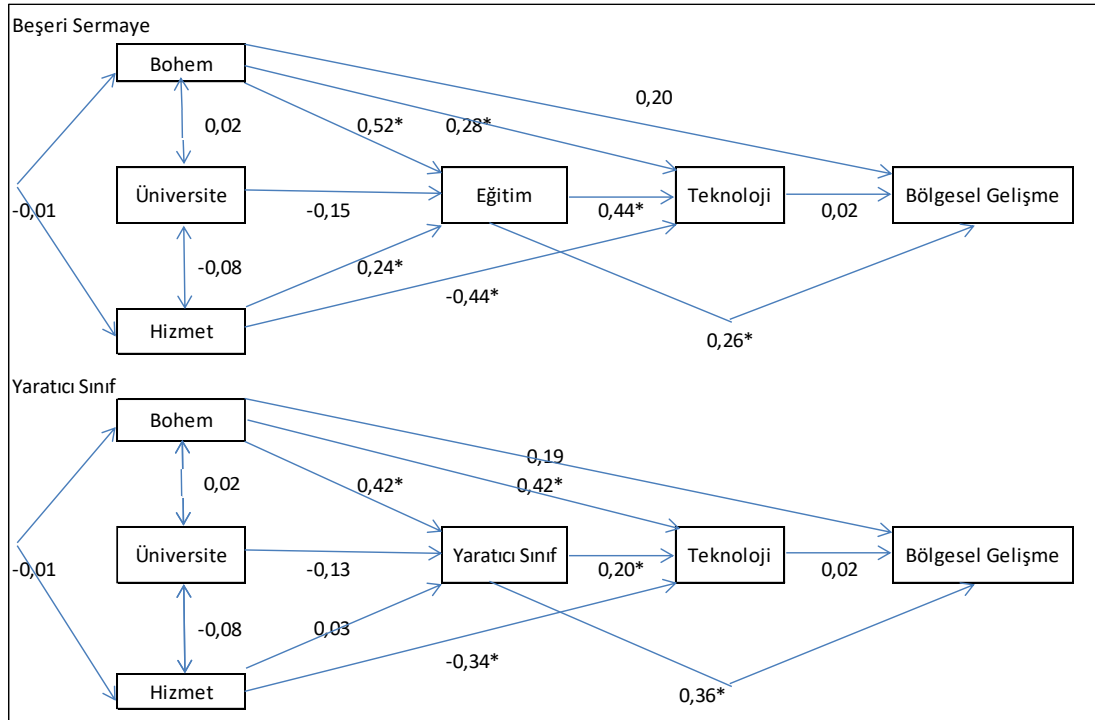 Beşeri Sermaye
Bohem
0,20
0,02
0,52*
0,28*
Üniversite
Eğitim
Teknoloji
Bölgesel Gelişme
-0,01
-0,15
0,44*
0,02
-0,08
0,24*
-0,44*
Hizmet
0,26*
Yaratıcı Sınıf
Bohem
0,19
0,02
0,42*
0,42*
Üniversite
Yaratıcı Sınıf
Teknoloji
Bölgesel Gelişme
-0,01
-0,13
0,20*
0,02
-0,08
0,03
-0,34*
Hizmet
0,36*